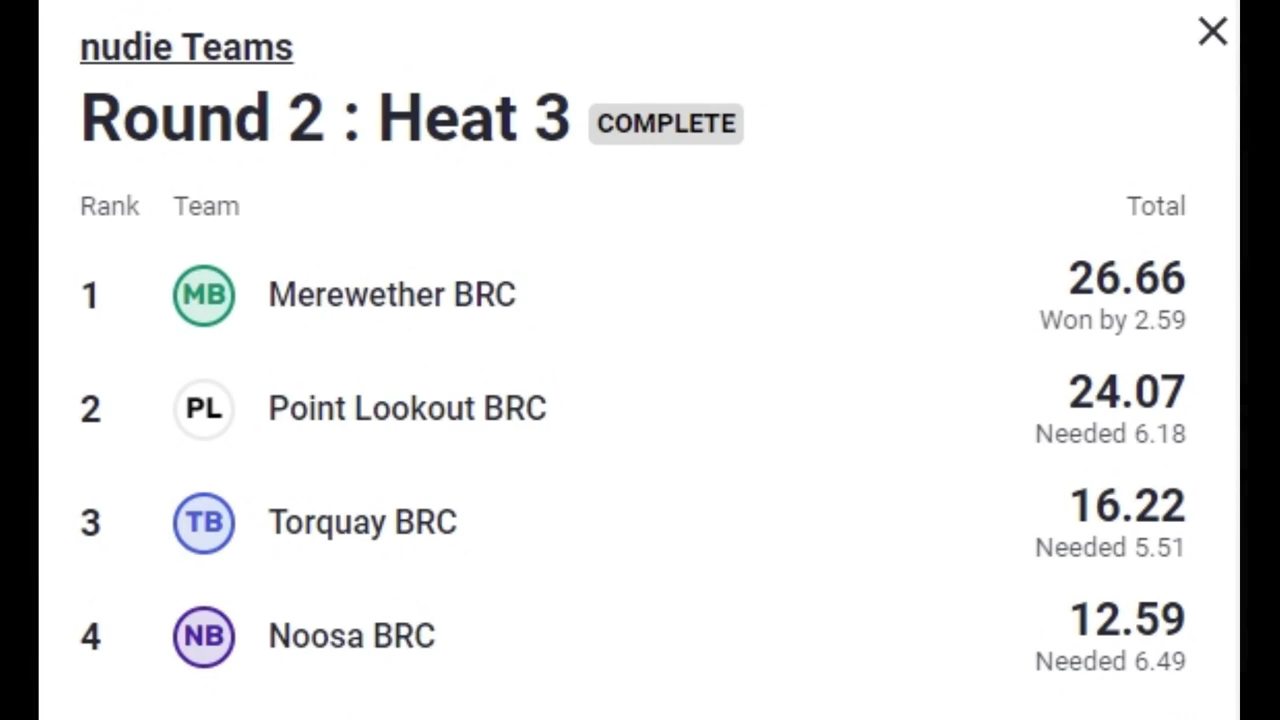 nudie Teams
Round 2 : Heat 3 COMPLETE
Rank Team Total
1 MB Merewether BRC 26.66
Won by 2.59
2 PL Point Lookout BRC 24.07
Needed 6.18
3 TB Torquay BRC 16.22
Needed 5.51
4 NB Noosa BRC 12.59
Needed 6.49